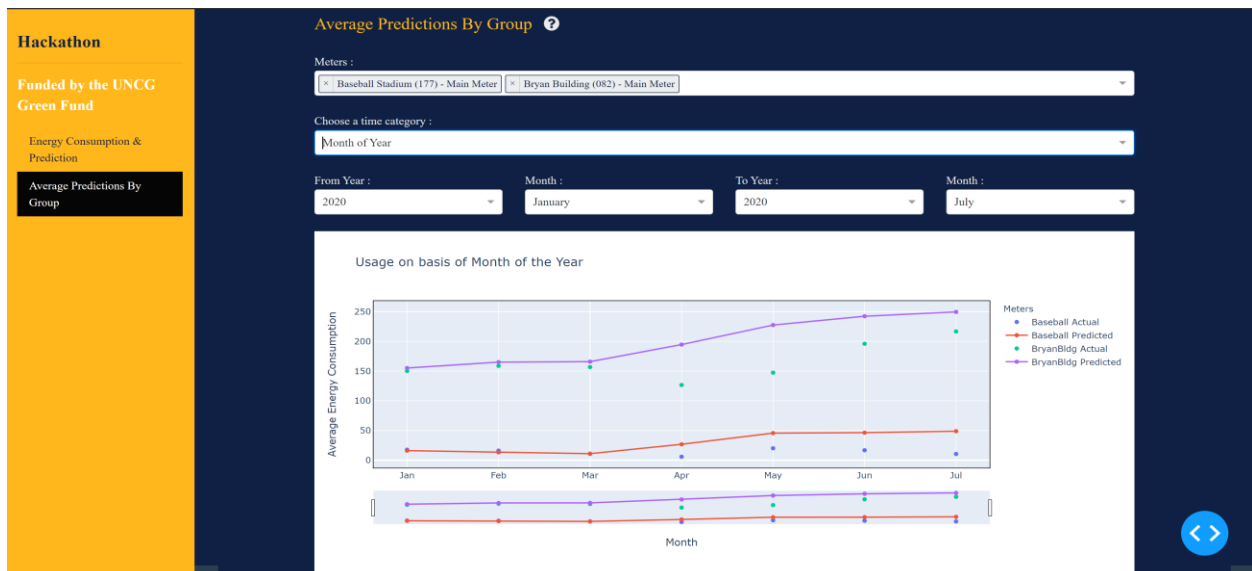 Hackathon
Funded by the UNCG
Green Fund
Energy Consumption &
Prediction
Average Predictions By
Group
Average Predictions By Group ?
Meters :
× Baseball Stadium (177) - Main Meter × Bryan Building (082) - Main Meter
Choose a time category :
Month of Year
From Year : Month : To Year : Month :
2020 January 2020 July
Usage on basis of Month of the Year
Average Energy Consumption
250
200
150
100
50
0
Jan Feb Mar Apr May Jun Jul
Month
Meters
Baseball Actual
Baseball Predicted
BryanBldg Actual
BryanBldg Predicted